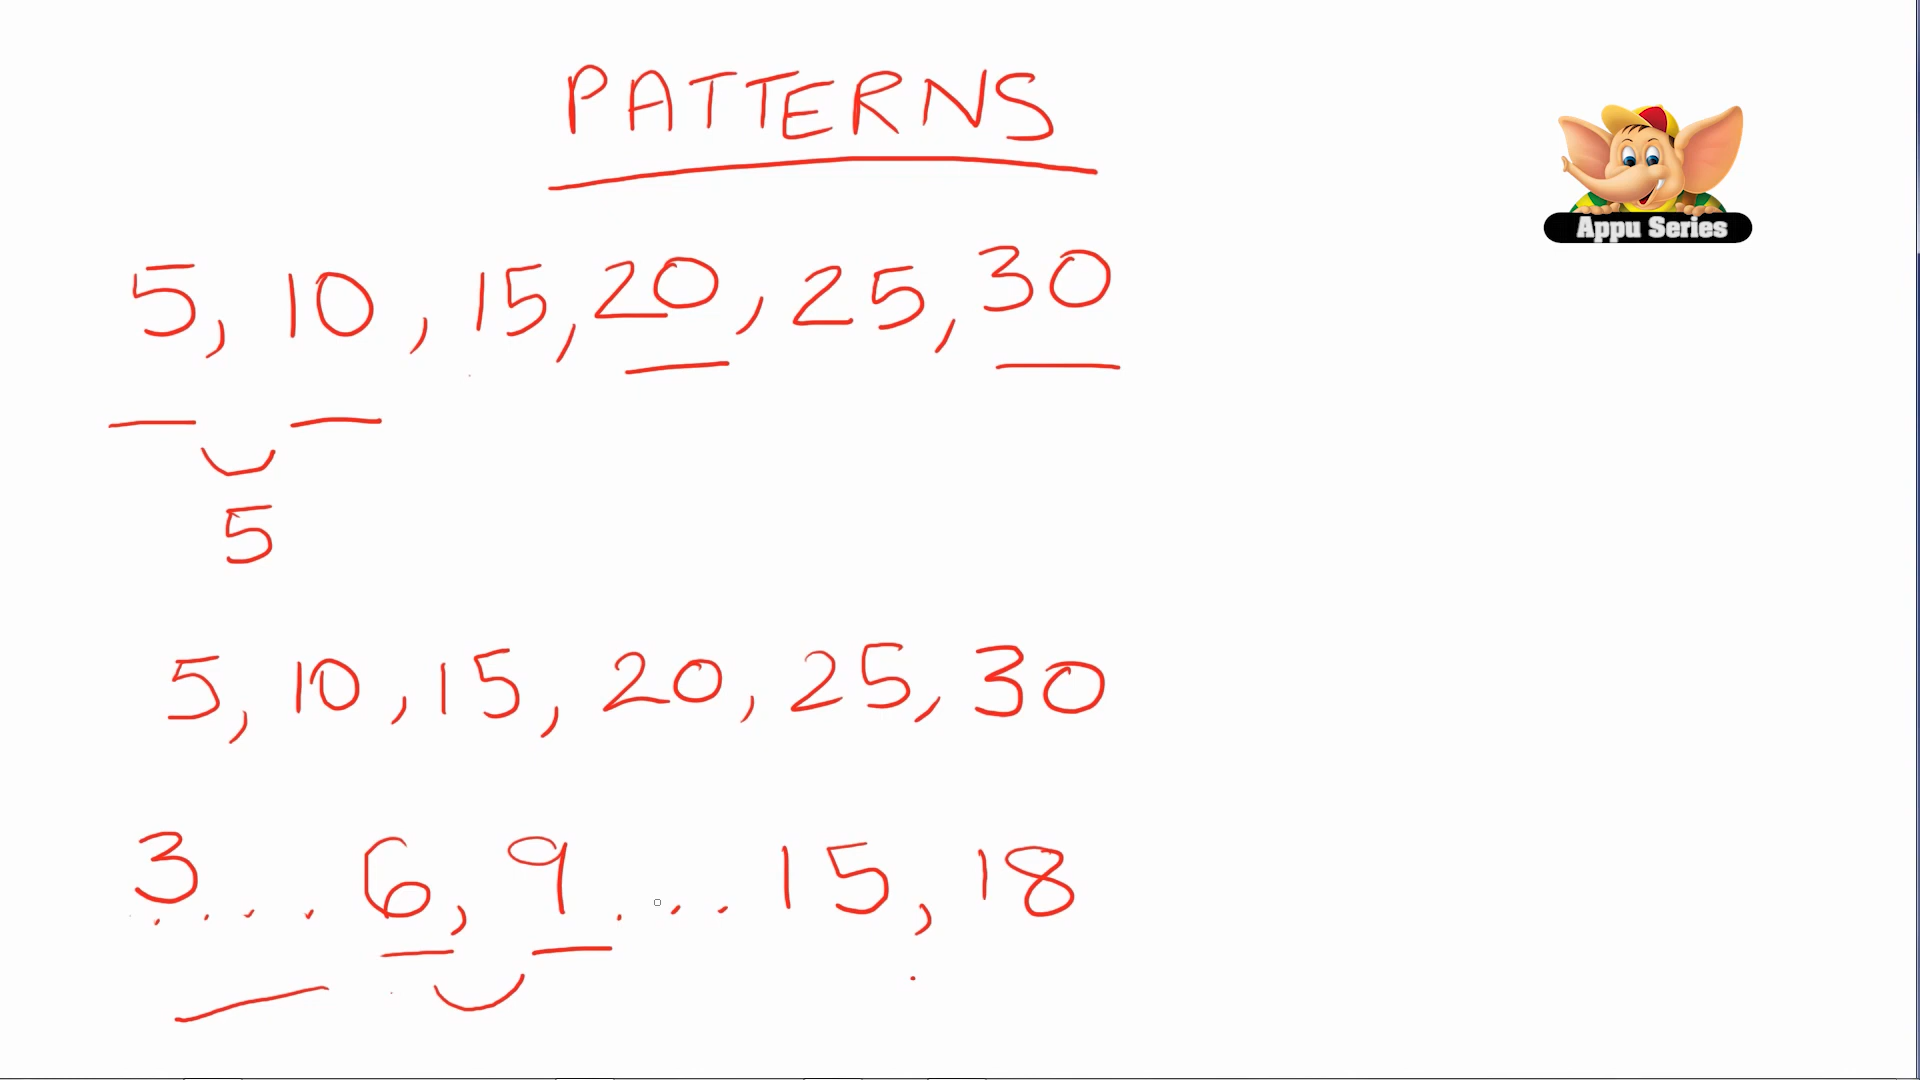 PATTERNS
Appu Series
5, 10, 15, 20, 25, 30
5
5, 10, 15, 20, 25, 30
3.... 6, 9.... 15, 18